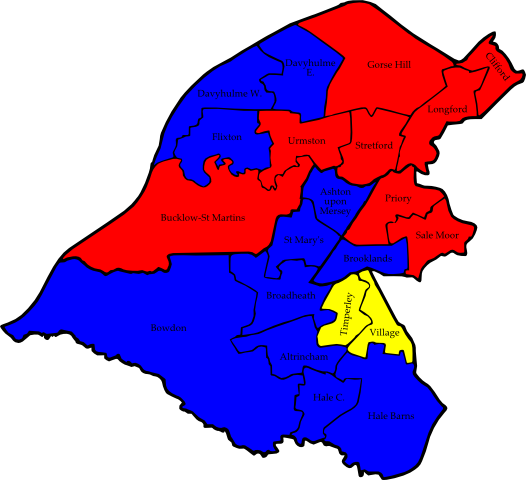 Clifford
Davyhulme
E.
Gorse Hill
Davyhulme W.
Longford
Flixton
Urmston
Stretford
Ashton
upon
Mersey
Priory
Bucklow-St Martins
Sale Moor
St Mary's
Brooklands
Broadheath
Timperley
Bowdon
Village
Altrincham
Hale C.
Hale Barns